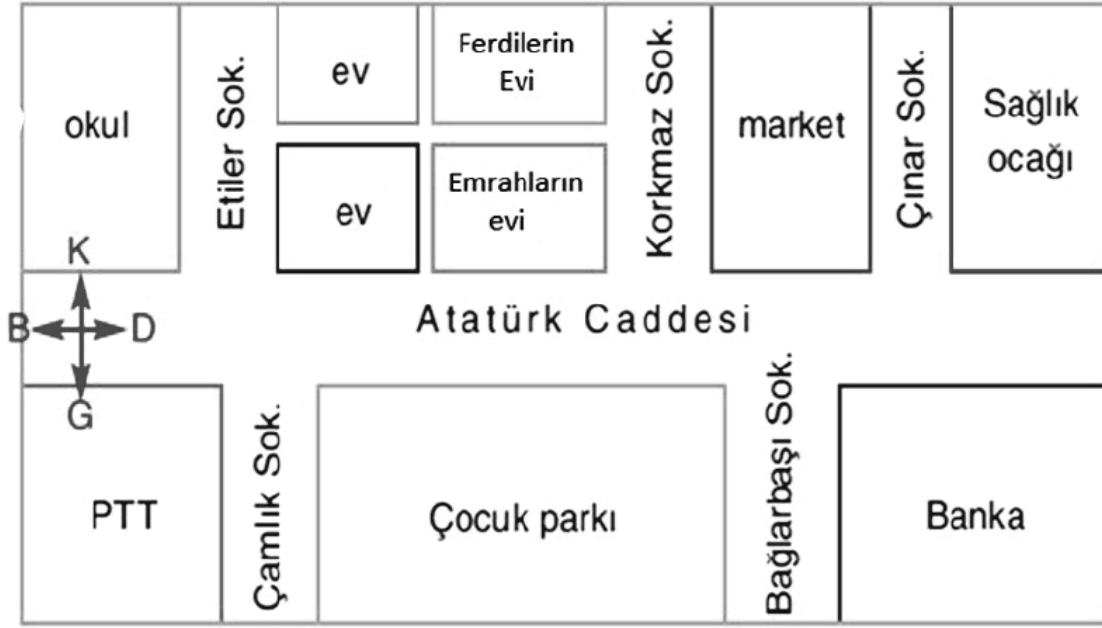 okul
Etiler Sok.
ev
Ferdilerin
Evi
Korkmaz Sok.
market
Çınar Sok.
Sağlık
ocağı
ev
Emrahların
evi
K
B
D
G
Atatürk Caddesi
PTT
Çamlık Sok.
Çocuk parkı
Bağlarbaşı Sok.
Banka